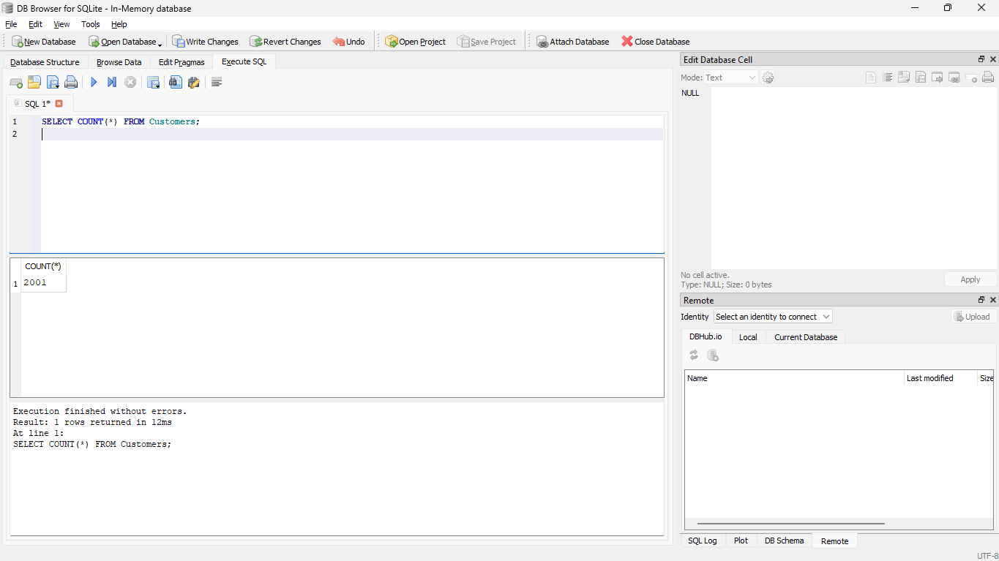 DB Browser for SQLite - In-Memory database
File Edit View Tools Help
New Database Open Database Write Changes Revert Changes Undo Open Project Save Project Attach Database Close Database
Database Structure Browse Data Edit Pragmas Execute SQL
SQL 1*
1 SELECT COUNT(*) FROM Customers;
2
COUNT(*)
1 2001
Execution finished without errors.
Result: 1 rows returned in 12ms
At line 1:
SELECT COUNT(*) FROM Customers;
Edit Database Cell
Mode: Text
NULL
No cell active.
Type: NULL; Size: 0 bytes
Apply
Remote
Identity Select an identity to connect Upload
DBHub.io Local Current Database
Name Last modified Size
SQL Log Plot DB Schema Remote
UTF-8